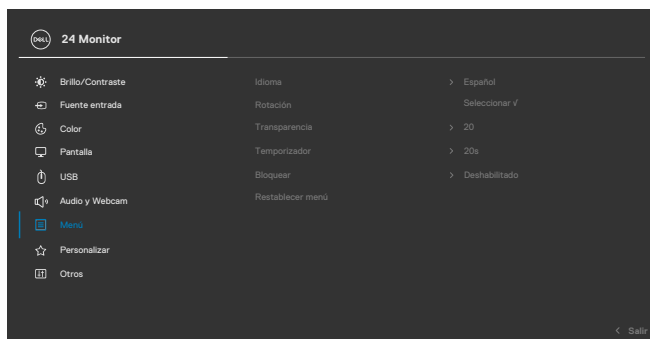 DELL 24 Monitor
Brillo/Contraste Idioma > Español
Fuente entrada Rotación Seleccionar √
Color Transparencia > 20
Pantalla Temporizador > 20s
USB Bloquear > Deshabilitado
Audio y Webcam Restablecer menú
Menú
Personalizar
Otros
< Salir